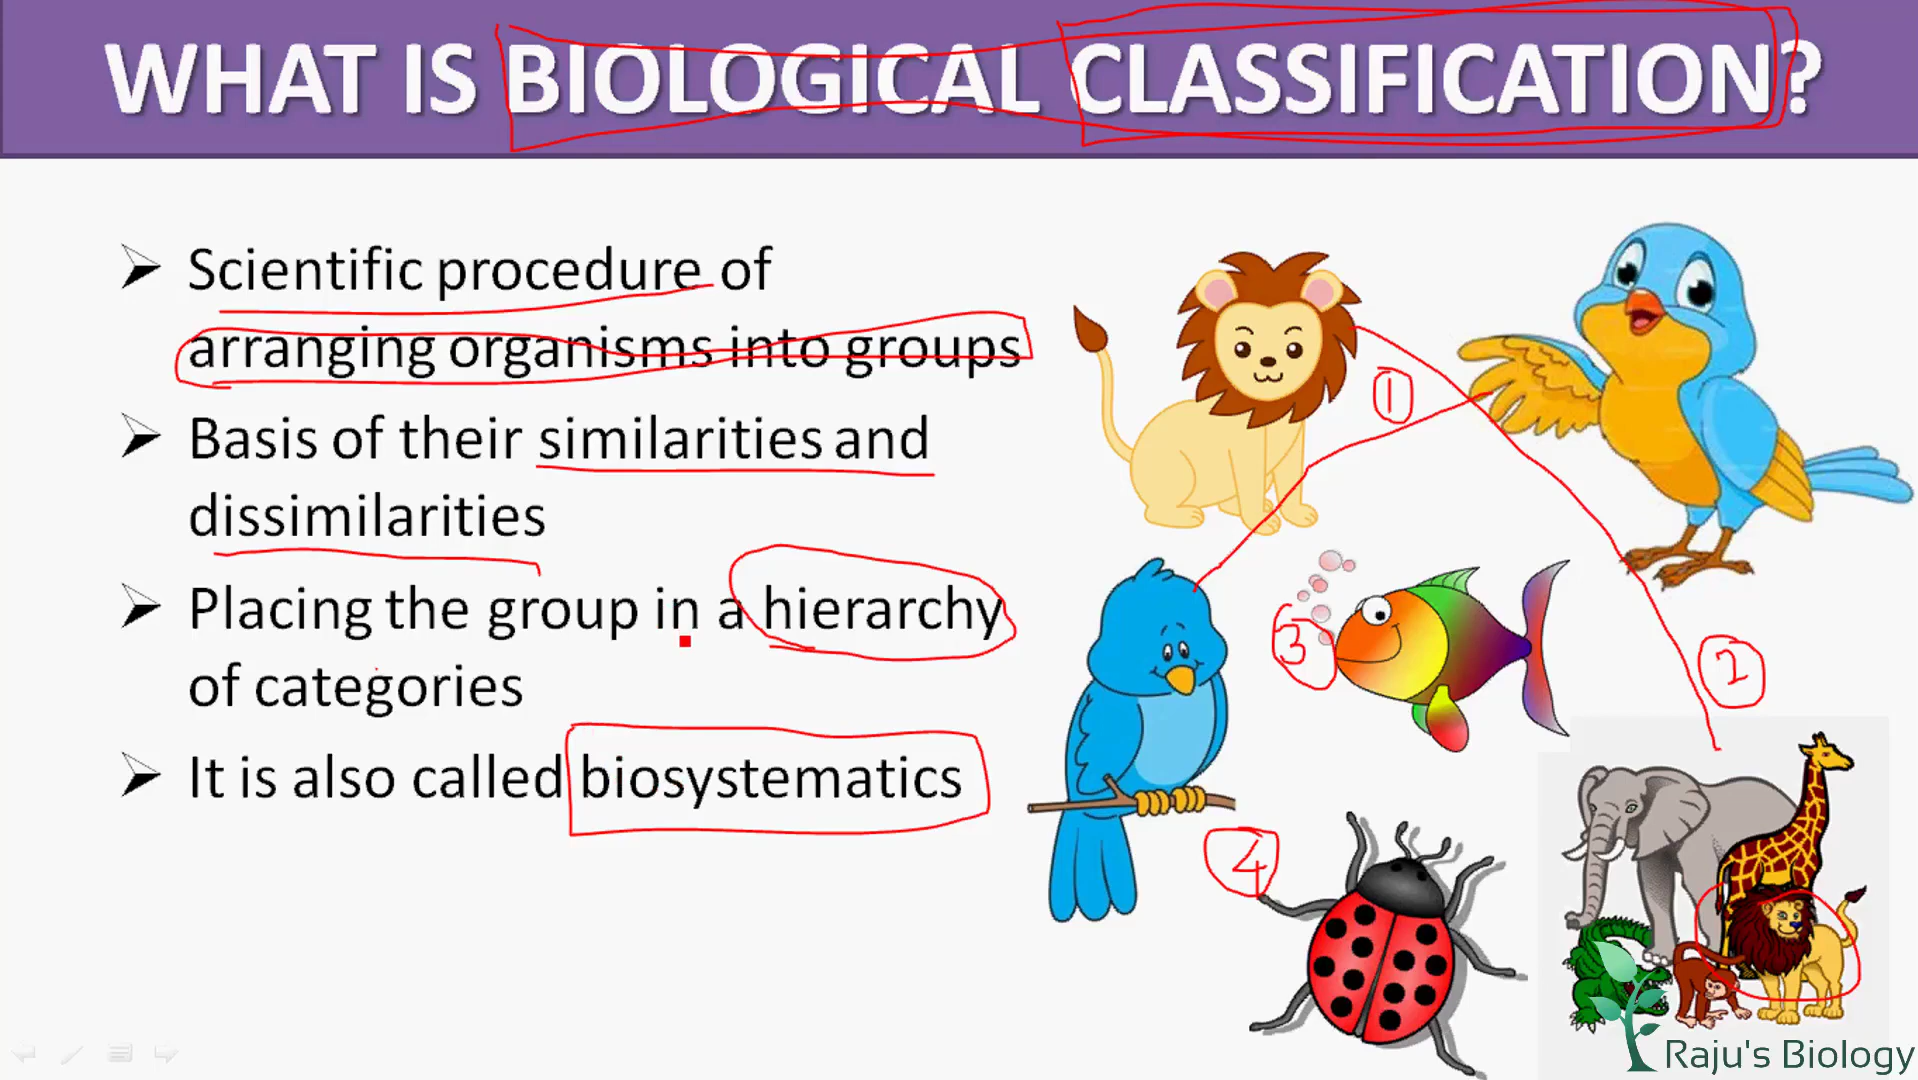 WHAT IS BIOLOGICAL CLASSIFICATION?
Scientific procedure of
arranging organisms into groups
Basis of their similarities and
dissimilarities
Placing the group in a hierarchy
of categories
It is also called biosystematics
1
2
3
4
Raju's Biology